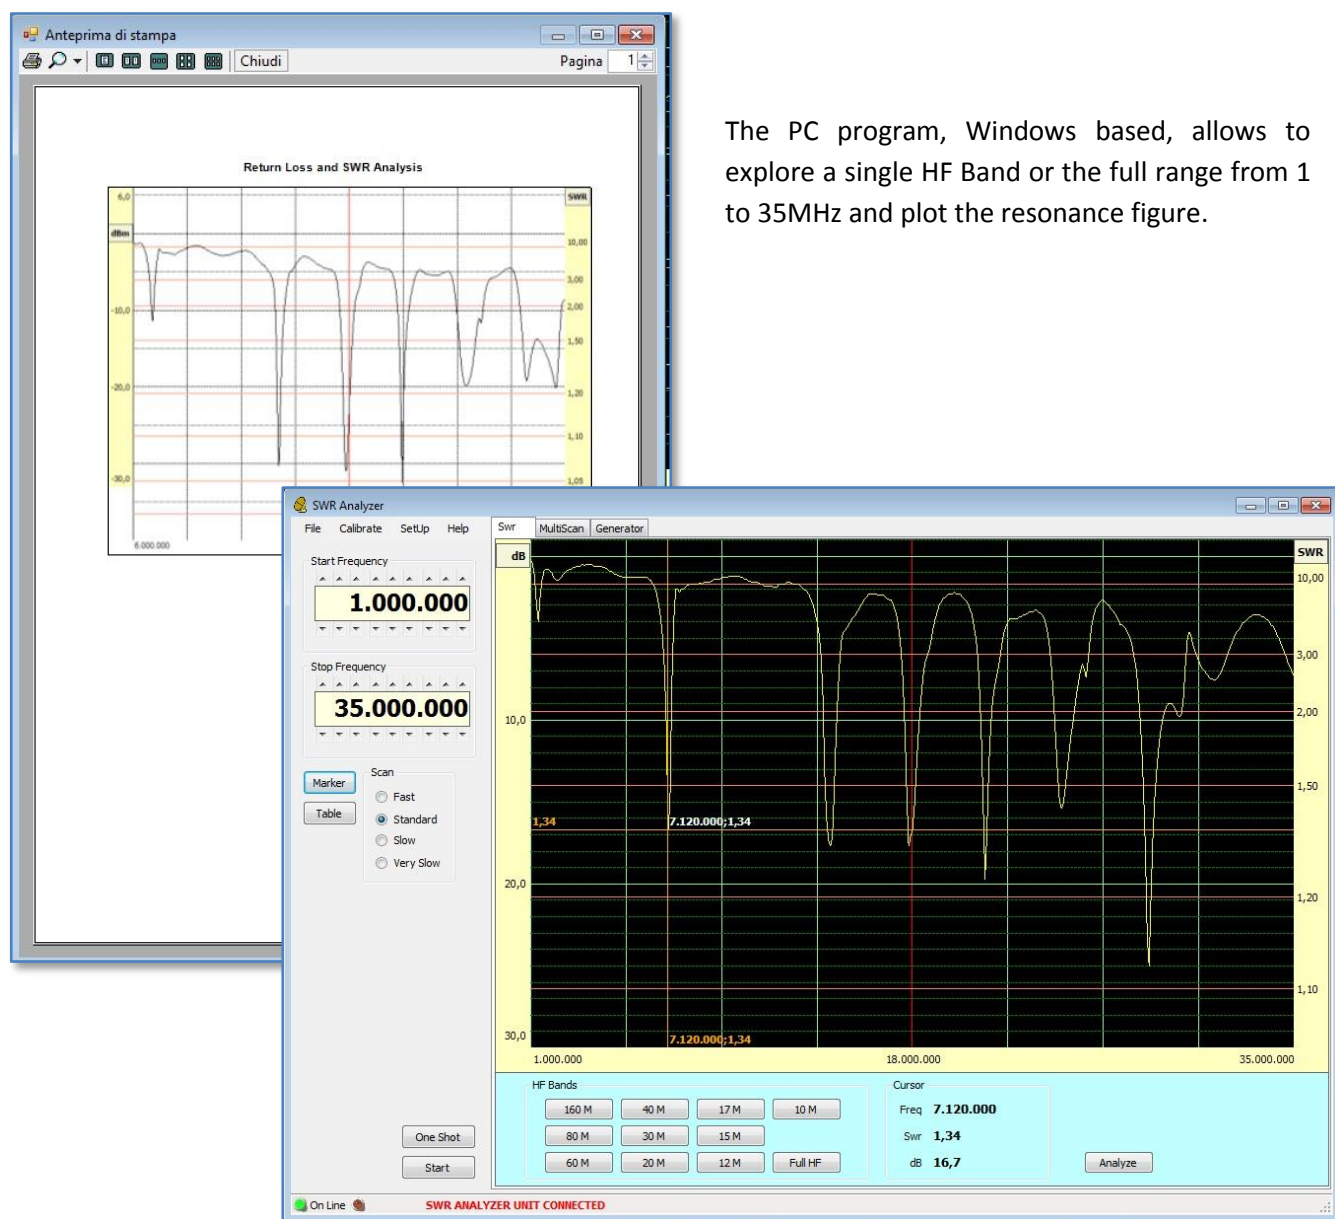 Anteprima di stampa
Chiudi
Pagina 1
Return Loss and SWR Analysis
6,0
SWR
dBm
10,00
3,00
-10,0
2,00
1,50
-20,0
1,20
1,10
-30,0
1,05
6.000.000
The PC program, Windows based, allows to
explore a single HF Band or the full range from 1
to 35MHz and plot the resonance figure.
SWR Analyzer
File Calibrate SetUp Help
Swr MultiScan Generator
Start Frequency
1.000.000
Stop Frequency
35.000.000
Marker
Table
Scan
Fast
Standard
Slow
Very Slow
One Shot
Start
dB
SWR
10,00
3,00
10,0
2,00
1,50
1,34
7.120.000;1,34
20,0
1,20
1,10
30,0
7.120.000;1,34
1.000.000 18.000.000 35.000.000
HF Bands
160 M 40 M 17 M 10 M
80 M 30 M 15 M
60 M 20 M 12 M Full HF
Cursor
Freq 7.120.000
Swr 1,34
dB 16,7
Analyze
On Line
SWR ANALYZER UNIT CONNECTED